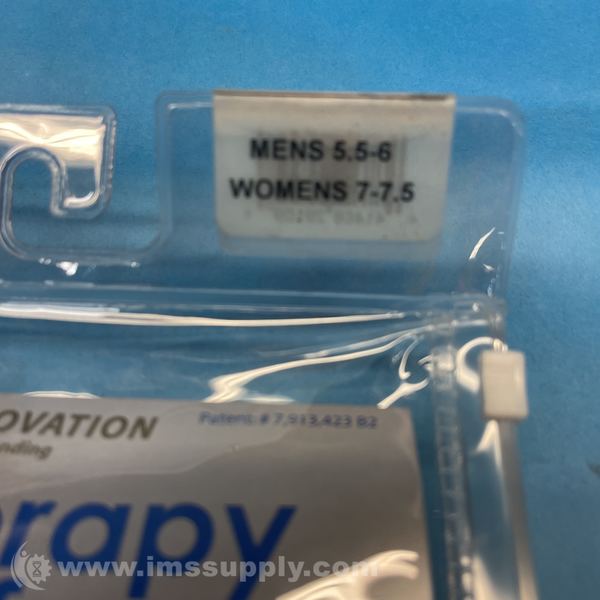 MENS 5.5-6
WOMENS 7-7.5
OVATION
Patent # 7,913,423 B2
nding
erapy
www.imssupply.com